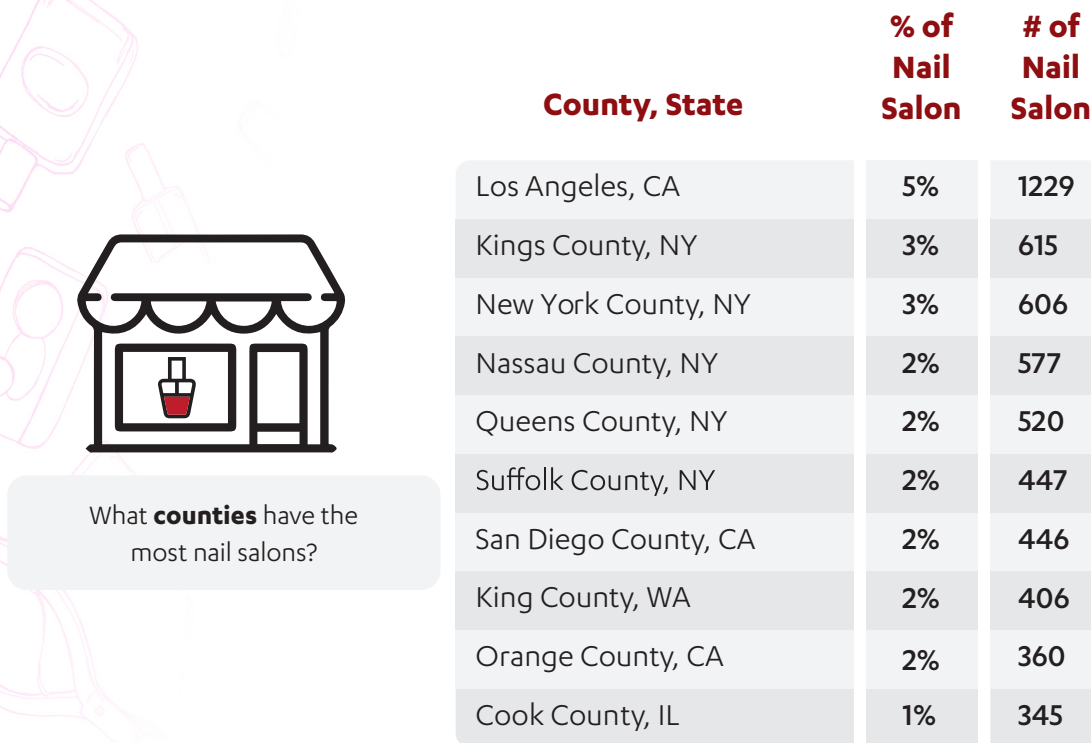 County, State % of Nail Salon # of Nail Salon
Los Angeles, CA 5% 1229
Kings County, NY 3% 615
New York County, NY 3% 606
Nassau County, NY 2% 577
Queens County, NY 2% 520
Suffolk County, NY 2% 447
San Diego County, CA 2% 446
King County, WA 2% 406
Orange County, CA 2% 360
Cook County, IL 1% 345
What counties have the
most nail salons?